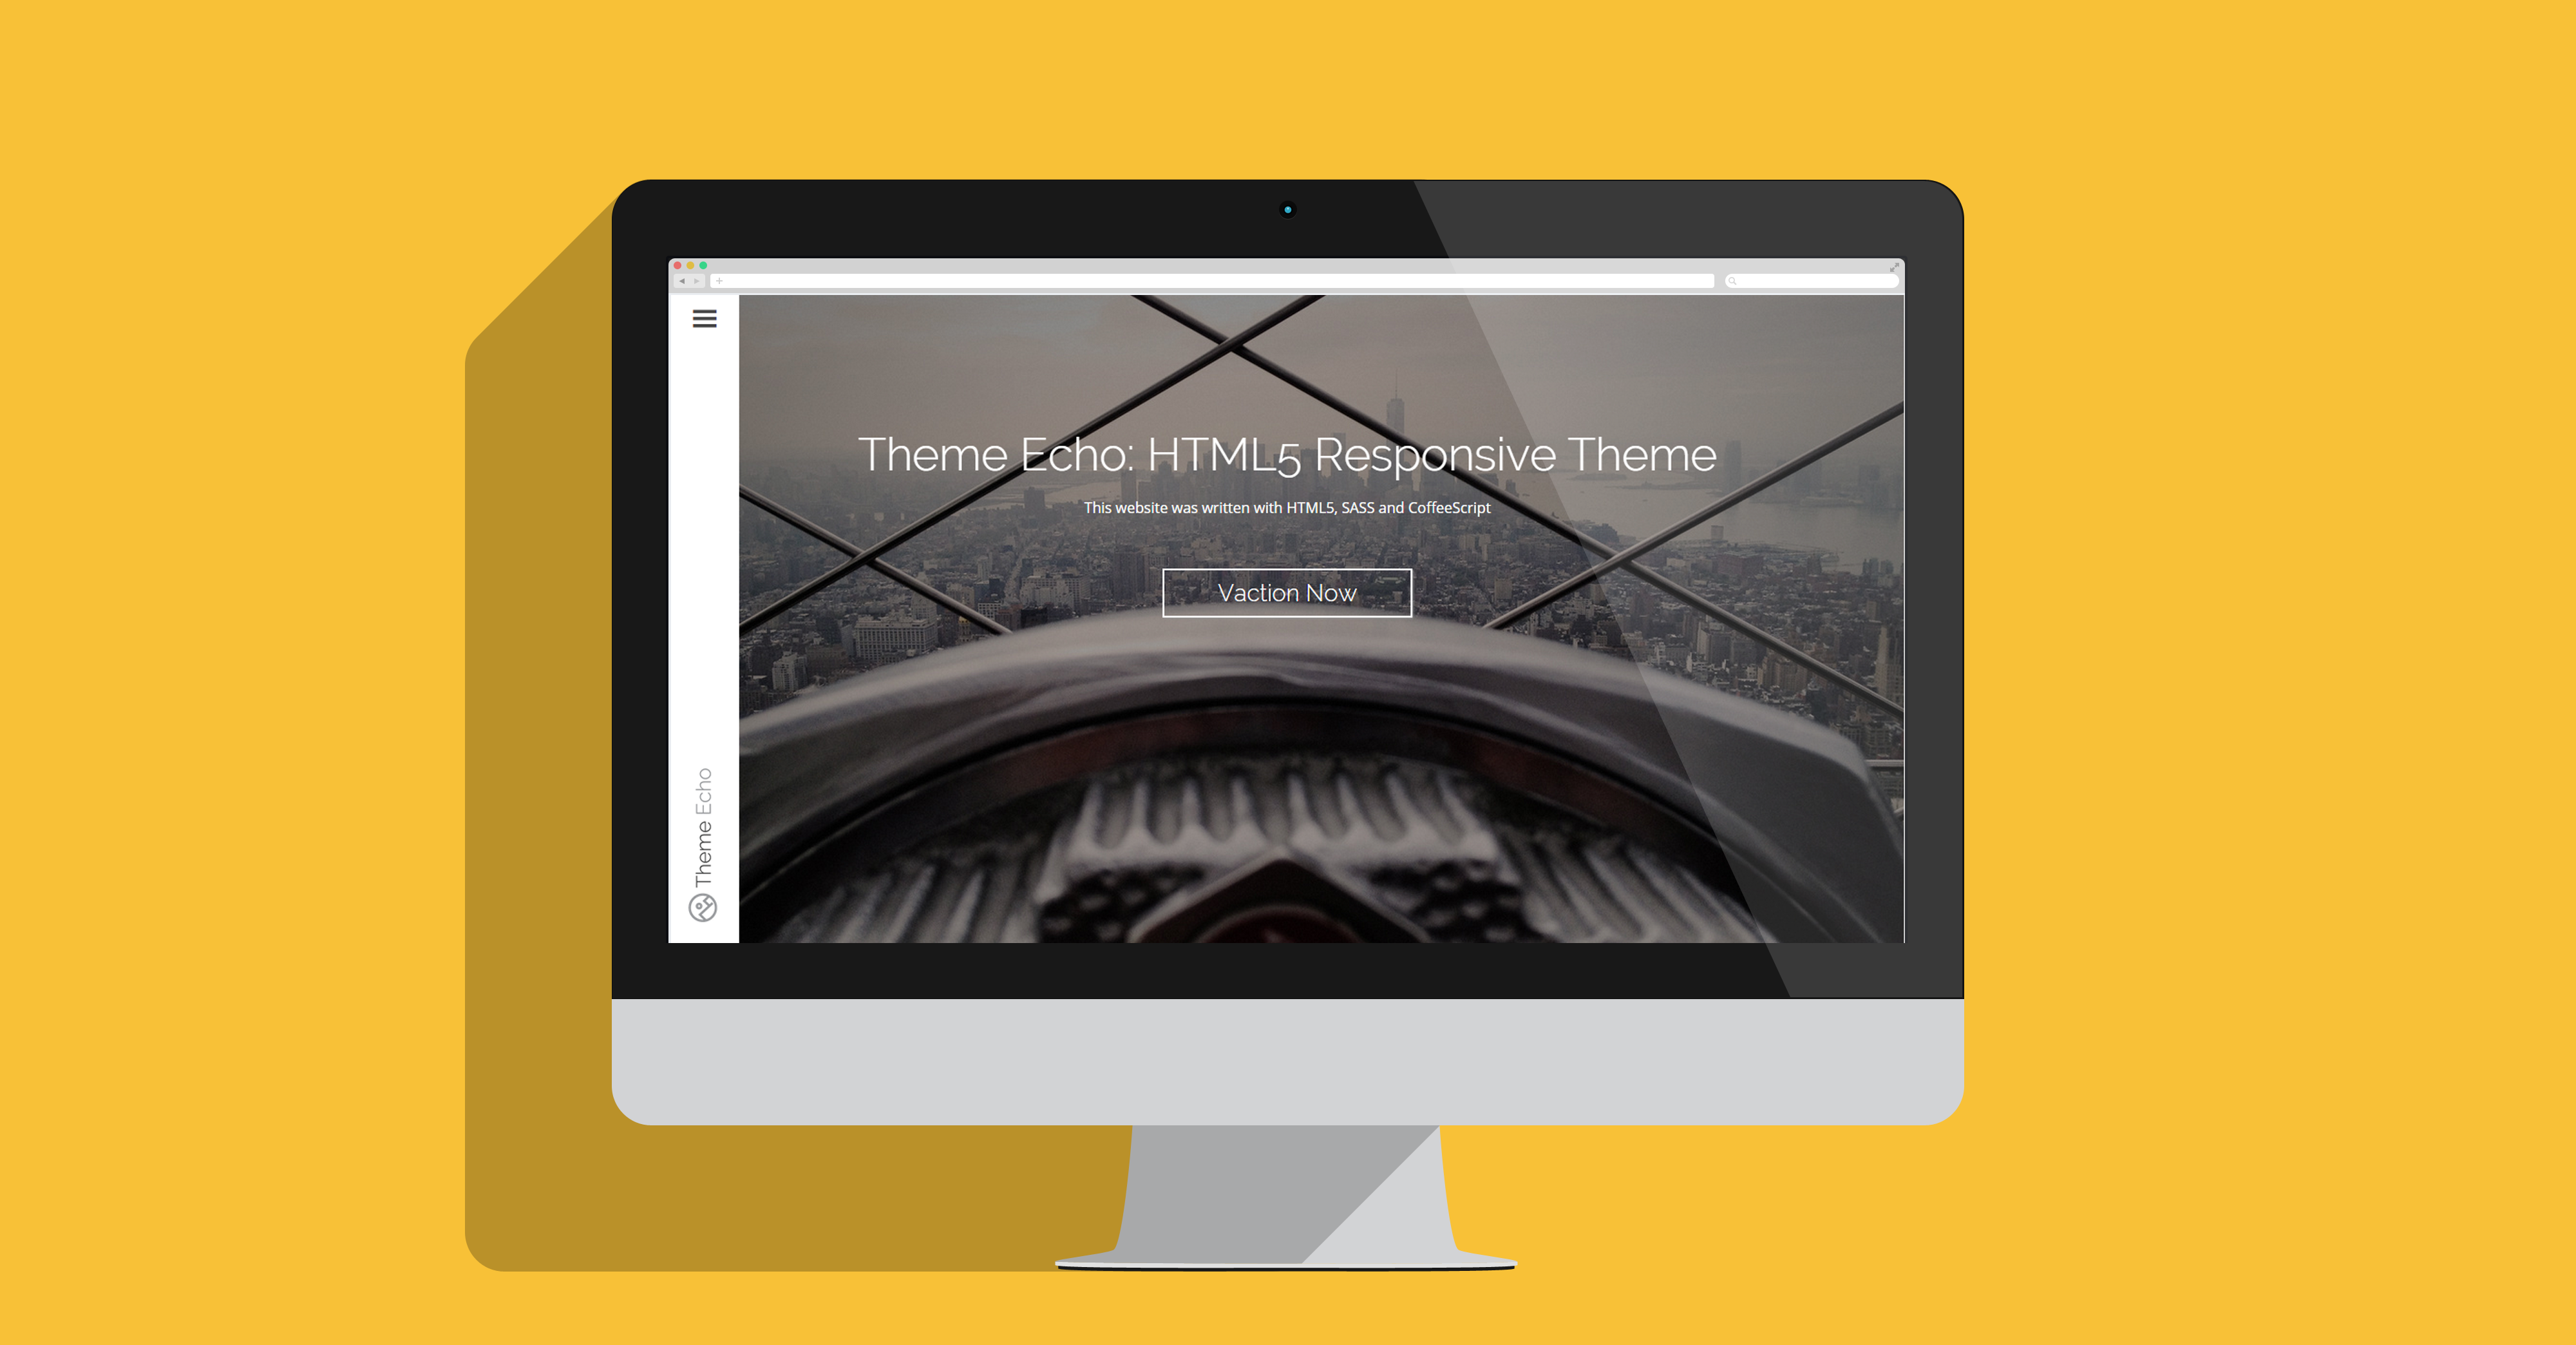 Theme Echo: HTML5 Responsive Theme
This website was written with HTML5, SASS and CoffeeScript
Vaction Now
Theme Echo